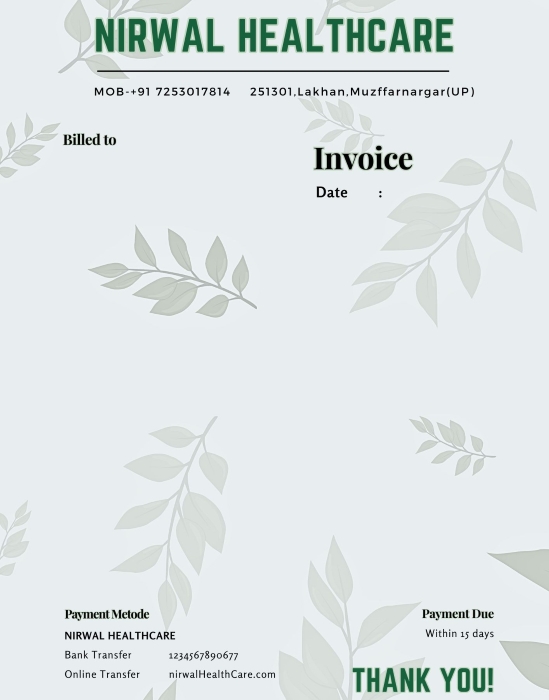 NIRWAL HEALTHCARE
MOB-+91 7253017814 251301,Lakhan,Muzffarnargar(UP)
Billed to
Invoice
Date :
Payment Metode
NIRWAL HEALTHCARE
Bank Transfer 1234567890677
Online Transfer nirwalHealthCare.com
Payment Due
Within 15 days
THANK YOU!